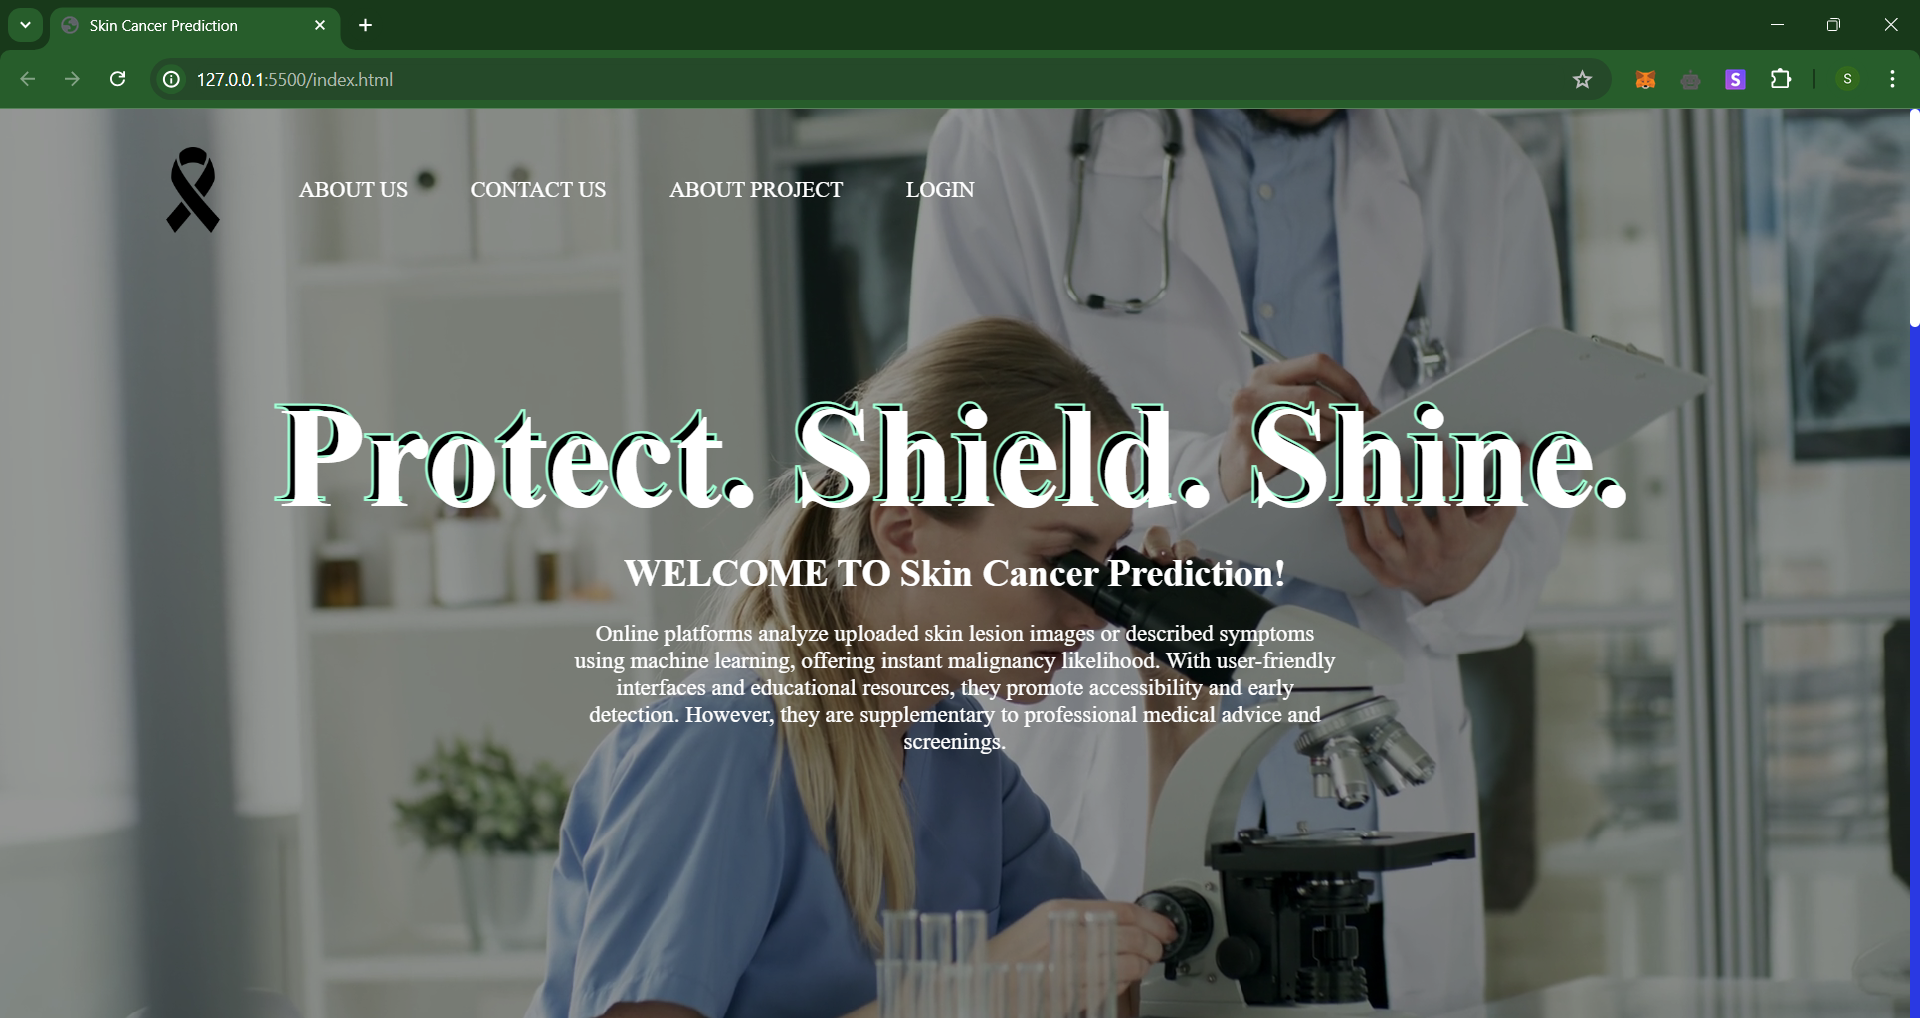 Skin Cancer Prediction
127.0.0.1:5500/index.html
S
S
ABOUT US
CONTACT US
ABOUT PROJECT
LOGIN
Protect. Shield. Shine.
WELCOME TO Skin Cancer Prediction!
Online platforms analyze uploaded skin lesion images or described symptoms
using machine learning, offering instant malignancy likelihood. With user-friendly
interfaces and educational resources, they promote accessibility and early
detection. However, they are supplementary to professional medical advice and
screenings.